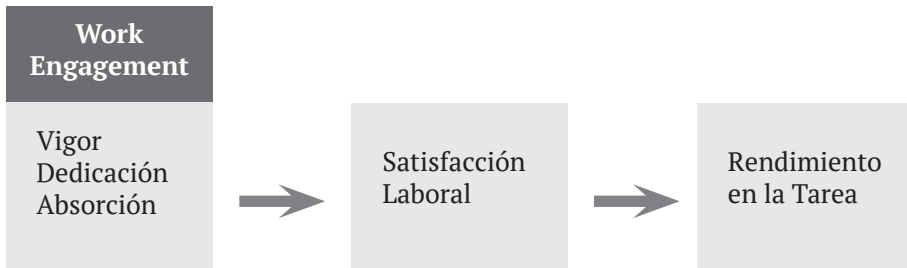 Work
Engagement
Vigor
Dedicación
Absorción
Satisfacción
Laboral
Rendimiento
en la Tarea